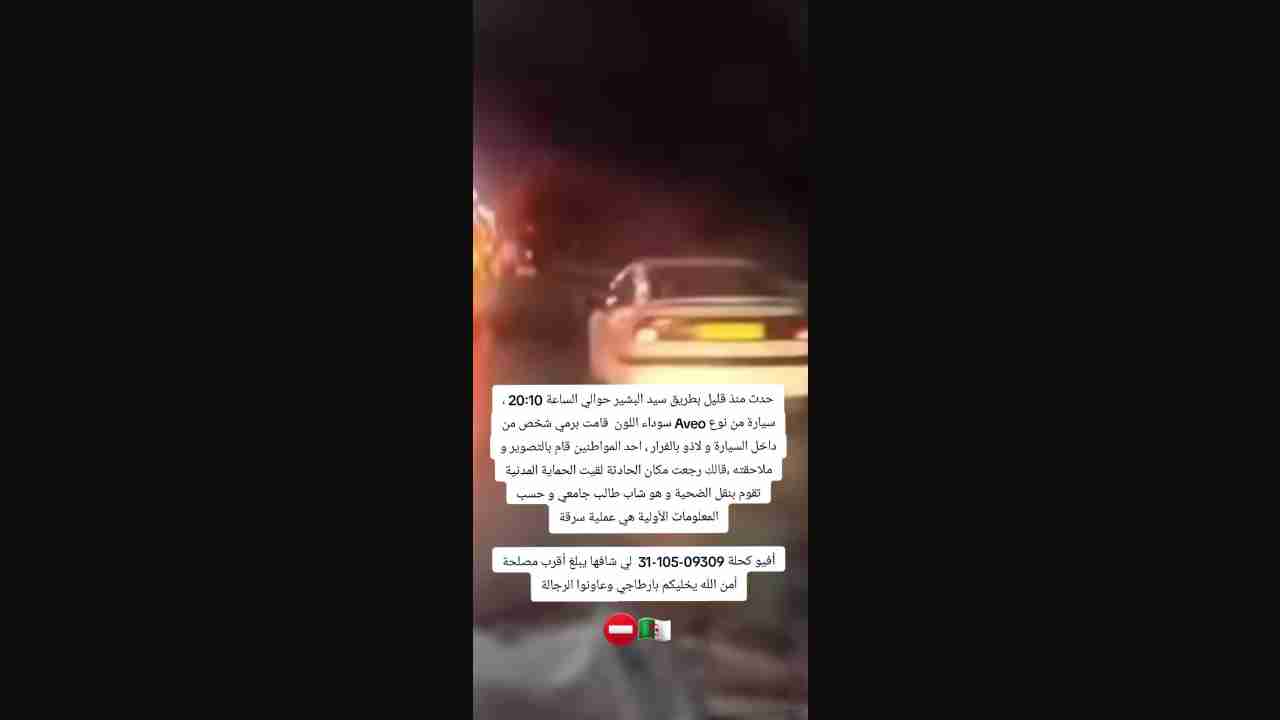 حدث منذ قليل بطريق سيد البشير حوالي الساعة 20:10 ،
سيارة من نوع Aveo سوداء اللون قامت برمي شخص من
داخل السيارة و لاذو بالفرار ، احد المواطنين قام بالتصوير و
ملاحقته ،قالك رجعت مكان الحادثة لقيت الحماية المدنية
تقوم بنقل الضحية و هو شاب طالب جامعي و حسب
المعلومات الأولية هي عملية سرقة
أفيو كحلة 09309-105-31 لي شافها يبلغ أقرب مصلحة
أمن الله يخليكم بارطاجي وعاونوا الرجالة